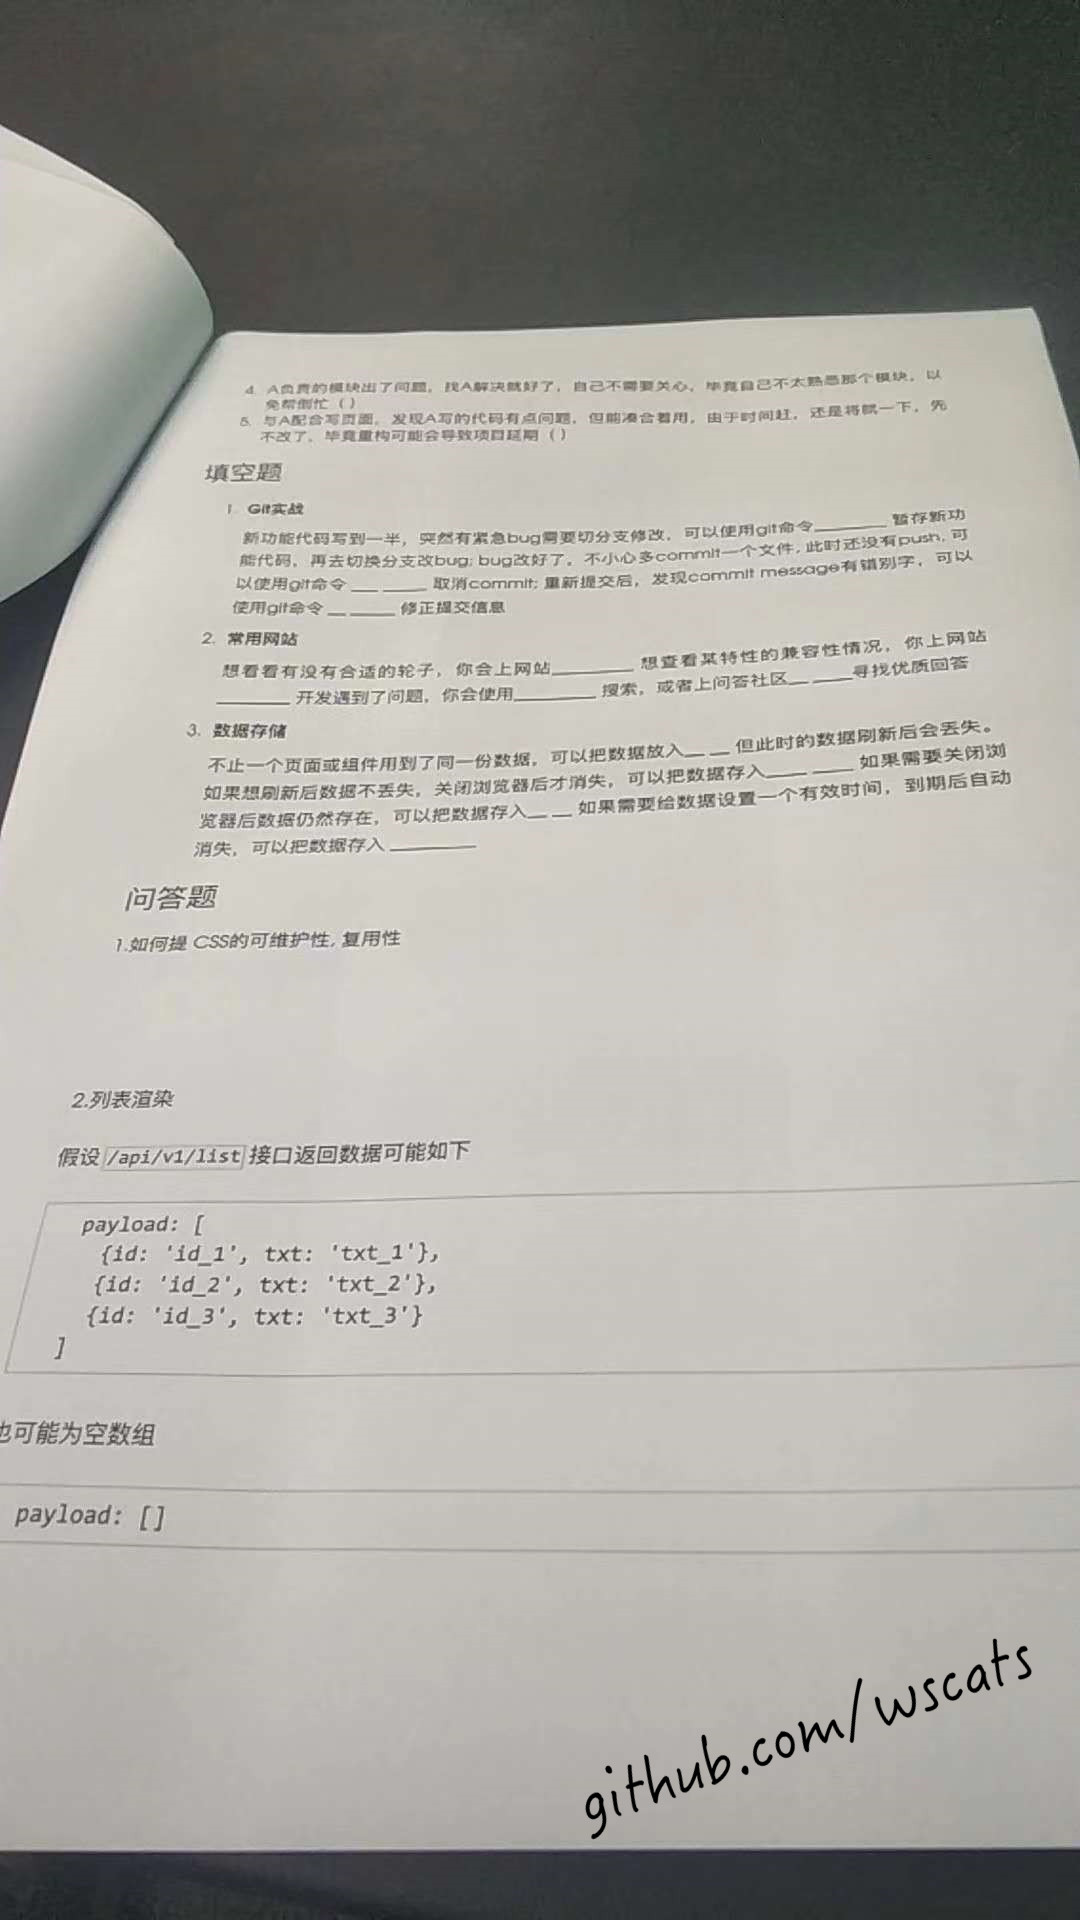 4. A负责的模块出了问题，找A解决就好了，自己不需要关心，毕竟自己不太熟悉那个模块，以
免帮倒忙（ ）
5. 与A配合写页面，发现A写的代码有点问题，但能凑合着用，由于时间赶，还是将就一下，先
不改了，毕竟重构可能会导致项目延期（ ）
填空题
1. Git实战
新功能代码写到一半，突然有紧急bug需要切分支修改，可以使用git命令________ 暂存新功
能代码，再去切换分支改bug; bug改好了，不小心多commit一个文件, 此时还没有push, 可
以使用git命令 ___ _____ 取消commit; 重新提交后，发现commit message有错别字，可以
使用git命令 __ _____ 修正提交信息
2. 常用网站
想看看有没有合适的轮子，你会上网站________ 想查看某特性的兼容性情况，你上网站
________ 开发遇到了问题，你会使用________ 搜索，或者上问答社区__ ____寻找优质回答
3. 数据存储
不止一个页面或组件用到了同一份数据，可以把数据放入__ __ 但此时的数据刷新后会丢失。
如果想刷新后数据不丢失，关闭浏览器后才消失，可以把数据存入____ ____ 如果需要关闭浏
览器后数据仍然存在，可以把数据存入__ __ 如果需要给数据设置一个有效时间，到期后自动
消失，可以把数据存入 ________
问答题
1.如何提 CSS的可维护性, 复用性
2.列表渲染
假设 /api/v1/list 接口返回数据可能如下
payload: [
{id: 'id_1', txt: 'txt_1'},
{id: 'id_2', txt: 'txt_2'},
{id: 'id_3', txt: 'txt_3'}
]
也可能为空数组
payload: []
github.com/wscats